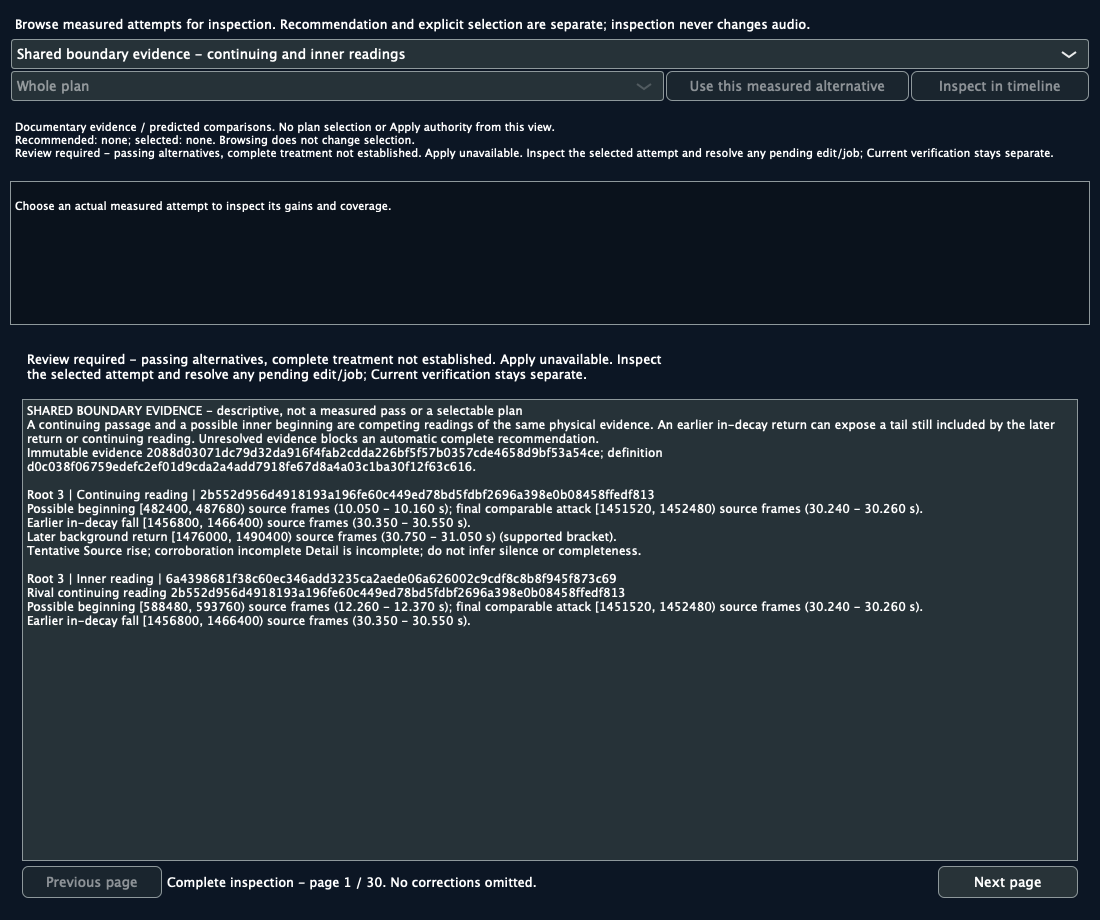 Browse measured attempts for inspection. Recommendation and explicit selection are separate; inspection never changes audio.
Shared boundary evidence – continuing and inner readings
Whole plan
Use this measured alternative
Inspect in timeline
Documentary evidence / predicted comparisons. No plan selection or Apply authority from this view.
Recommended: none; selected: none. Browsing does not change selection.
Review required – passing alternatives, complete treatment not established. Apply unavailable. Inspect the selected attempt and resolve any pending edit/job; Current verification stays separate.
Choose an actual measured attempt to inspect its gains and coverage.
Review required – passing alternatives, complete treatment not established. Apply unavailable. Inspect
the selected attempt and resolve any pending edit/job; Current verification stays separate.
SHARED BOUNDARY EVIDENCE – descriptive, not a measured pass or a selectable plan
A continuing passage and a possible inner beginning are competing readings of the same physical evidence. An earlier in-decay return can expose a tail still included by the later
return or continuing reading. Unresolved evidence blocks an automatic complete recommendation.
Immutable evidence 2088d03071dc79d32da916f4fab2cdda226bf5f57b0357cde4658d9bf53a54ce; definition
d0c038f06759edefc2ef01d9cda2a4add7918fe67d8a4a03c1ba30f12f63c616.
Root 3 | Continuing reading | 2b552d956d4918193a196fe60c449ed78bd5fdbf2696a398e0b08458ffedf813
Possible beginning [482400, 487680) source frames (10.050 – 10.160 s); final comparable attack [1451520, 1452480) source frames (30.240 – 30.260 s).
Earlier in-decay fall [1456800, 1466400) source frames (30.350 – 30.550 s).
Later background return [1476000, 1490400) source frames (30.750 – 31.050 s) (supported bracket).
Tentative Source rise; corroboration incomplete Detail is incomplete; do not infer silence or completeness.
Root 3 | Inner reading | 6a4398681f38c60ec346add3235ca2aede06a626002c9cdf8c8b8f945f873c69
Rival continuing reading 2b552d956d4918193a196fe60c449ed78bd5fdbf2696a398e0b08458ffedf813
Possible beginning [588480, 593760) source frames (12.260 – 12.370 s); final comparable attack [1451520, 1452480) source frames (30.240 – 30.260 s).
Earlier in-decay fall [1456800, 1466400) source frames (30.350 – 30.550 s).
Previous page
Complete inspection – page 1 / 30. No corrections omitted.
Next page